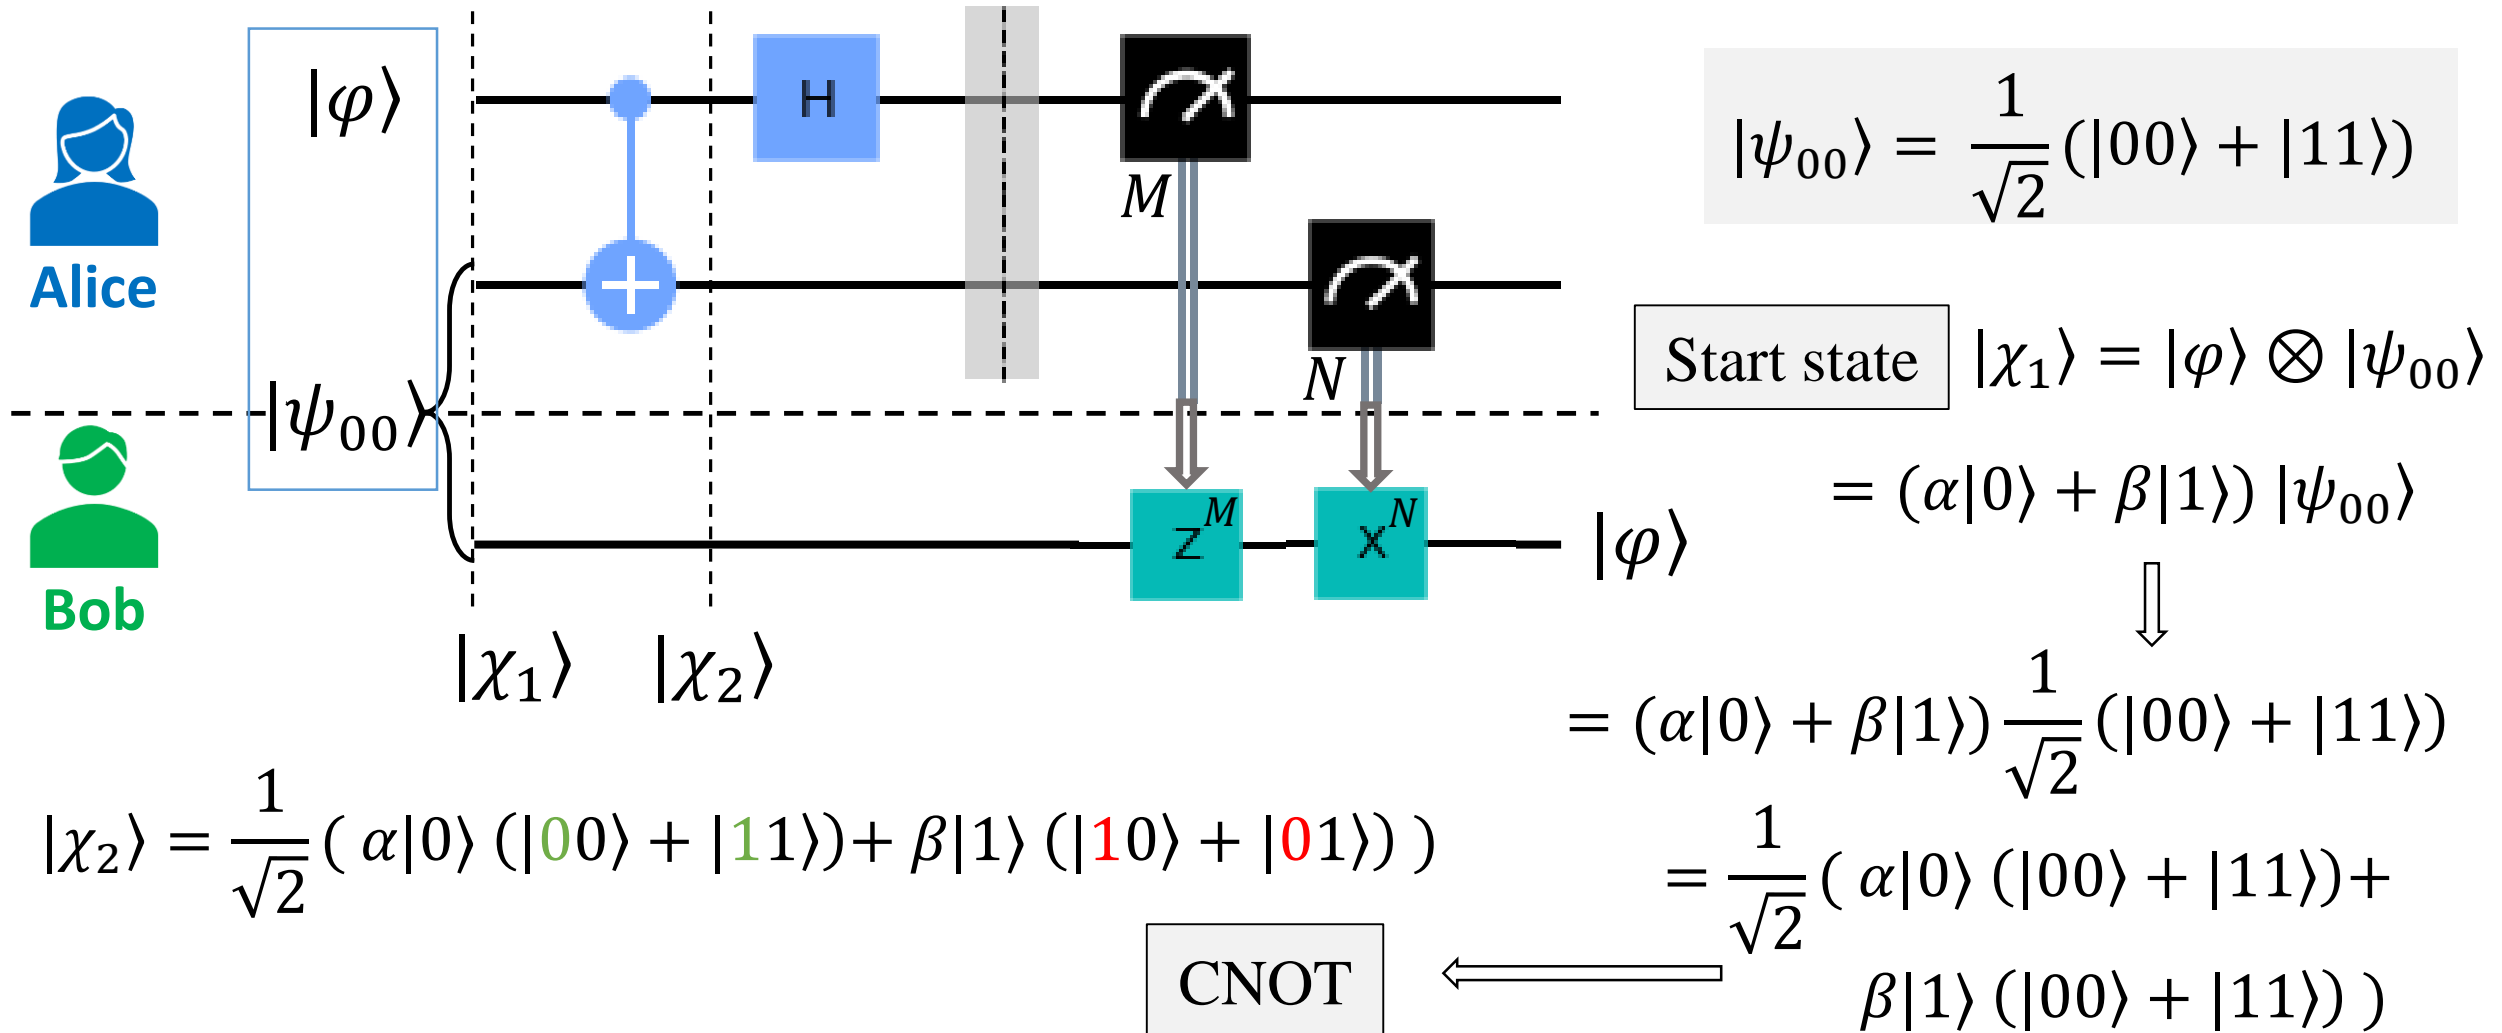 |φ⟩
H
|ψ₀₀⟩ = 1/√2 (|00⟩ + |11⟩)
M
Alice
N
Start state |χ₁⟩ = |φ⟩ ⊗ |ψ₀₀⟩
|ψ₀₀⟩
= (α|0⟩ + β|1⟩) |ψ₀₀⟩
Z^M
X^N
|φ⟩
Bob
|χ₁⟩ |χ₂⟩
= (α|0⟩ + β|1⟩) 1/√2 (|00⟩ + |11⟩)
|χ₂⟩ = 1/√2 ( α|0⟩ (|00⟩ + |11⟩)+ β|1⟩ (|10⟩ + |01⟩) )
= 1/√2 ( α|0⟩ (|00⟩ + |11⟩)+
β|1⟩ (|00⟩ + |11⟩) )
CNOT